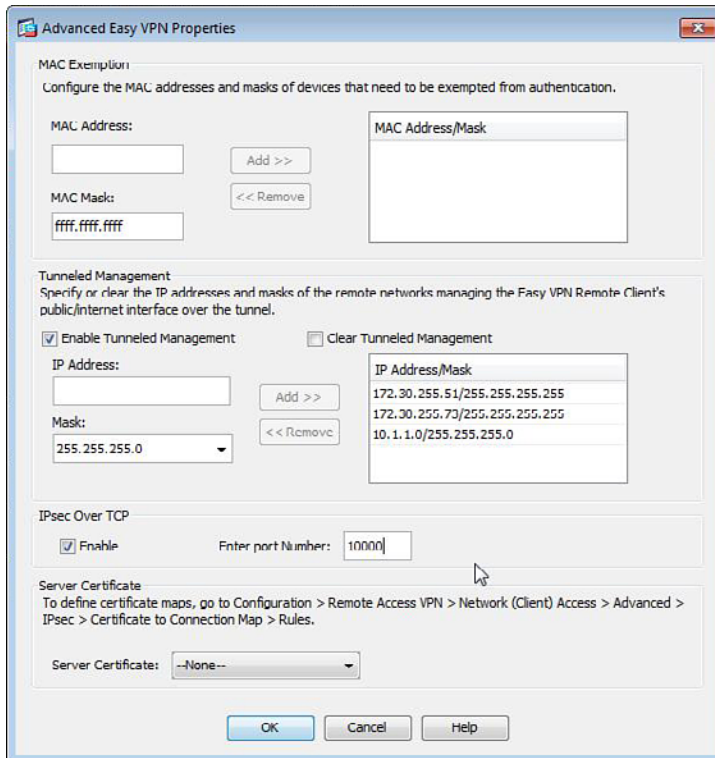 Advanced Easy VPN Properties
MAC Exemption
Configure the MAC addresses and masks of devices that need to be exempted from authentication.
MAC Address:
MAC Address/Mask
Add >>
MAC Mask:
<< Remove
ffff.ffff.ffff
Tunneled Management
Specify or clear the IP addresses and masks of the remote networks managing the Easy VPN Remote Client's
public/internet interface over the tunnel.
Enable Tunneled Management
Clear Tunneled Management
IP Address:
IP Address/Mask
172.30.255.51/255.255.255.255
Add >>
172.30.255.73/255.255.255.255
Mask:
<< Remove
10.1.1.0/255.255.255.0
255.255.255.0
IPsec Over TCP
Enable
Enter port Number:
10000
Server Certificate
To define certificate maps, go to Configuration > Remote Access VPN > Network (Client) Access > Advanced >
IPsec > Certificate to Connection Map > Rules.
Server Certificate:
--None--
OK
Cancel
Help